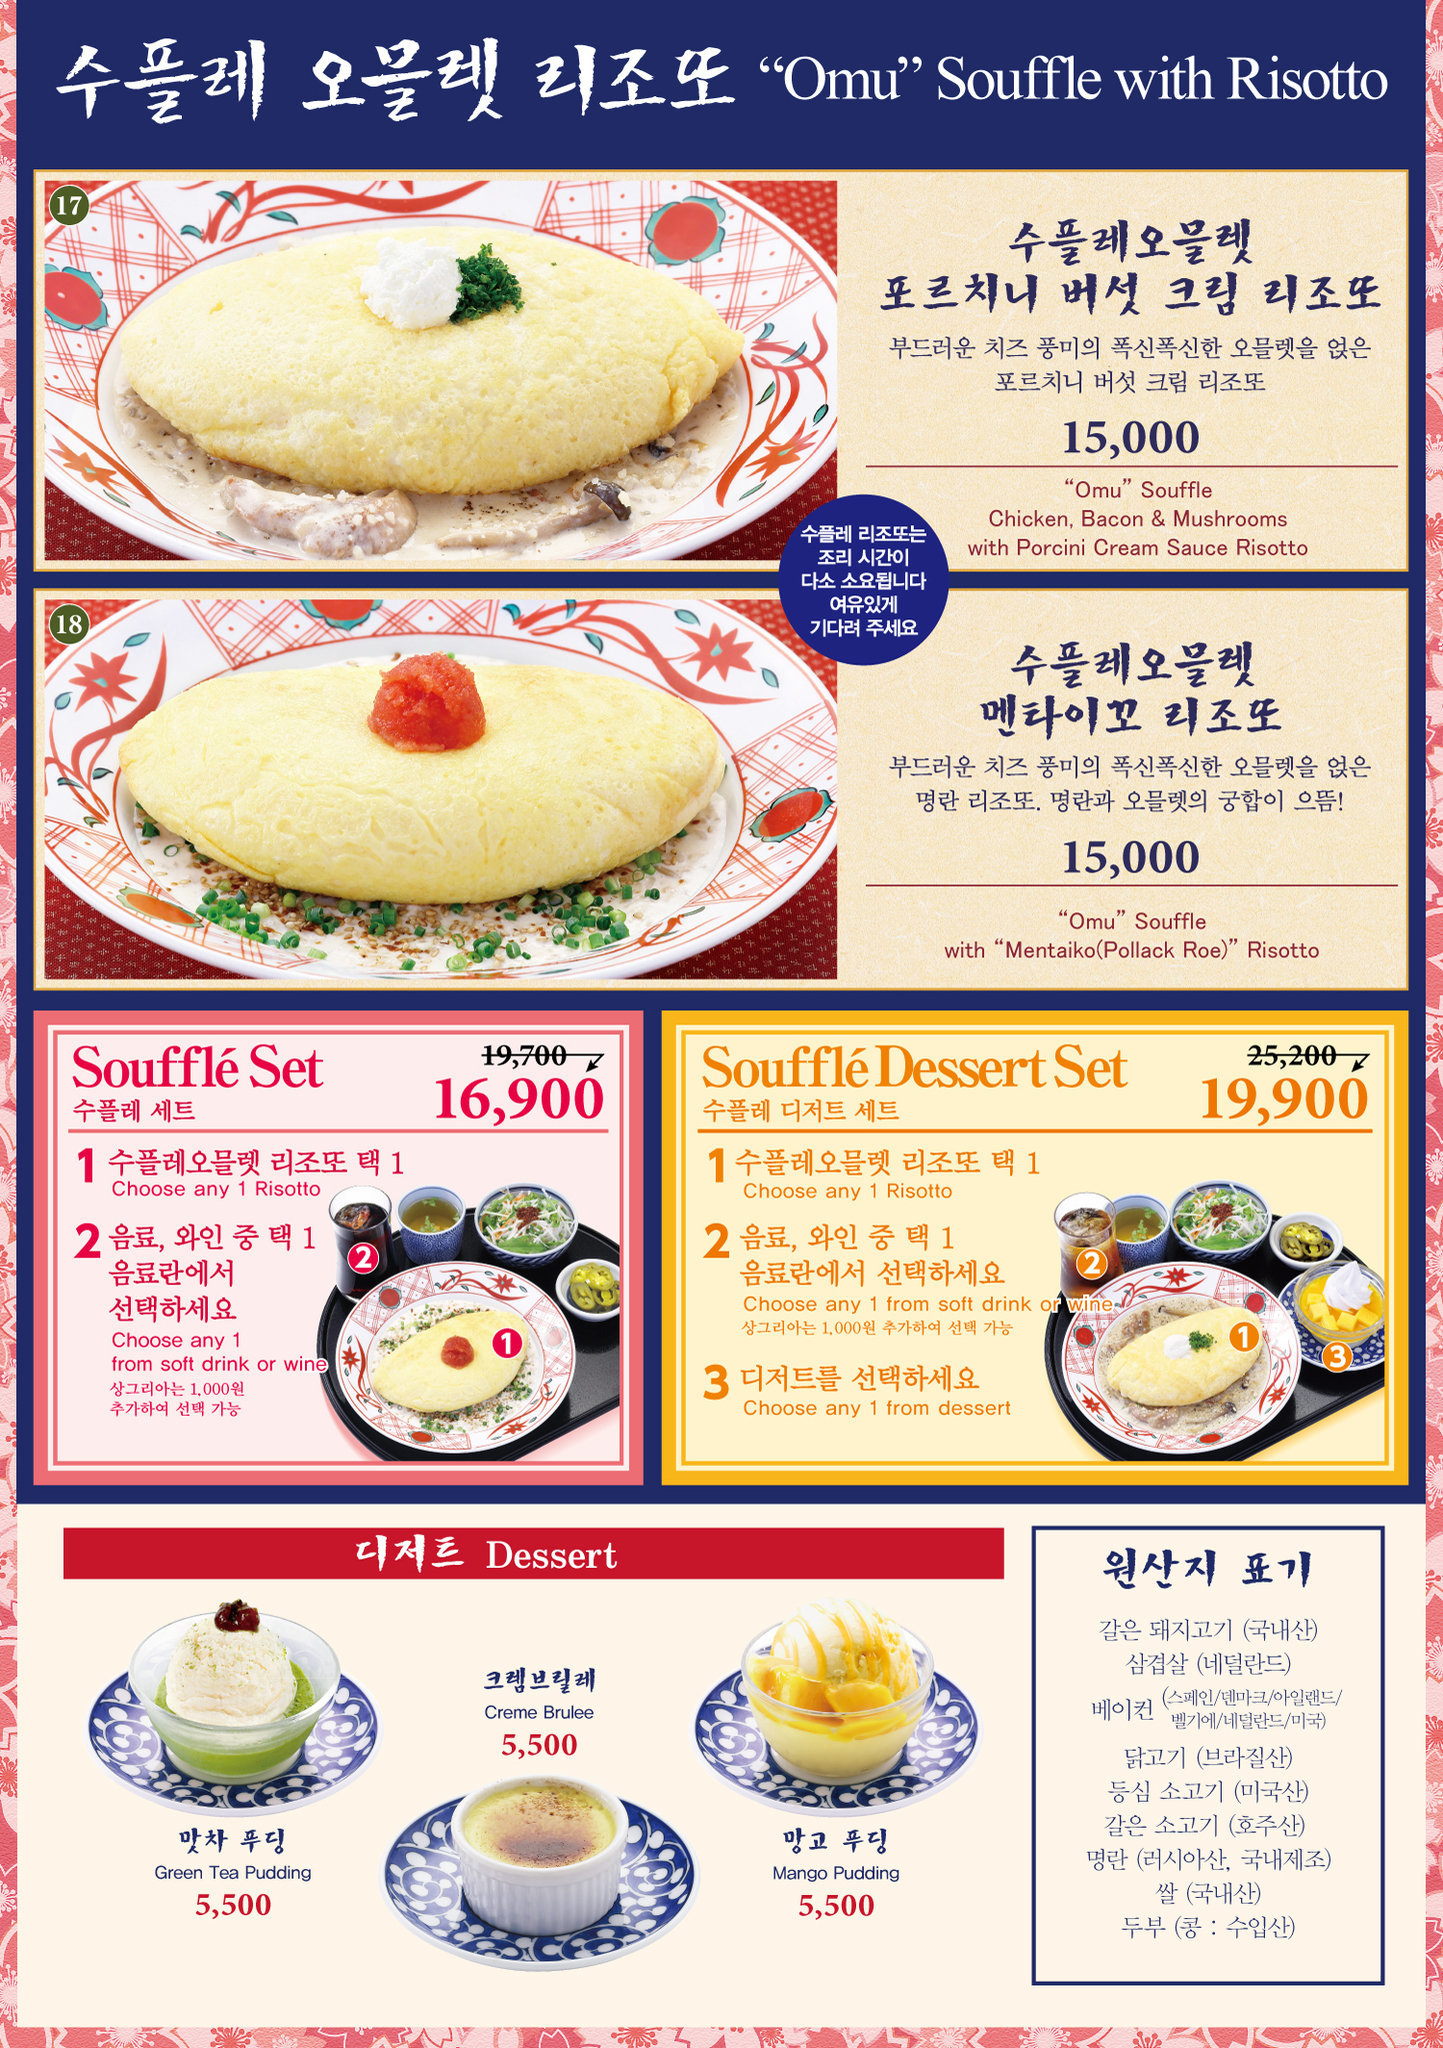 수플레 오믈렛 리조또 “Omu” Souffle with Risotto
17
수플레오믈렛
포르치니 버섯 크림 리조또
부드러운 치즈 풍미의 폭신폭신한 오믈렛을 얹은
포르치니 버섯 크림 리조또
15,000
“Omu” Souffle
Chicken, Bacon & Mushrooms
with Porcini Cream Sauce Risotto
수플레 리조또는
조리 시간이
다소 소요됩니다
여유있게
기다려 주세요
18
수플레오믈렛
멘타이꼬 리조또
부드러운 치즈 풍미의 폭신폭신한 오믈렛을 얹은
명란 리조또. 명란과 오믈렛의 궁합이 으뜸!
15,000
“Omu” Souffle
with “Mentaiko(Pollack Roe)” Risotto
Soufflé Set
수플레 세트
19,700
16,900
1 수플레오믈렛 리조또 택 1
Choose any 1 Risotto
2 음료, 와인 중 택 1
음료란에서
선택하세요
Choose any 1
from soft drink or wine
상그리아는 1,000원
추가하여 선택 가능
2
1
Soufflé Dessert Set
수플레 디저트 세트
25,200
19,900
1 수플레오믈렛 리조또 택 1
Choose any 1 Risotto
2 음료, 와인 중 택 1
음료란에서 선택하세요
Choose any 1 from soft drink or wine
상그리아는 1,000원 추가하여 선택 가능
3 디저트를 선택하세요
Choose any 1 from dessert
2
1
3
디저트 Dessert
맛차 푸딩
Green Tea Pudding
5,500
크렘브릴레
Creme Brulee
5,500
망고 푸딩
Mango Pudding
5,500
원산지 표기
갈은 돼지고기 (국내산)
삼겹살 (네덜란드)
베이컨 (스페인/덴마크/아일랜드/
벨기에/네덜란드/미국)
닭고기 (브라질산)
등심 소고기 (미국산)
갈은 소고기 (호주산)
명란 (러시아산, 국내제조)
쌀 (국내산)
두부 (콩 : 수입산)